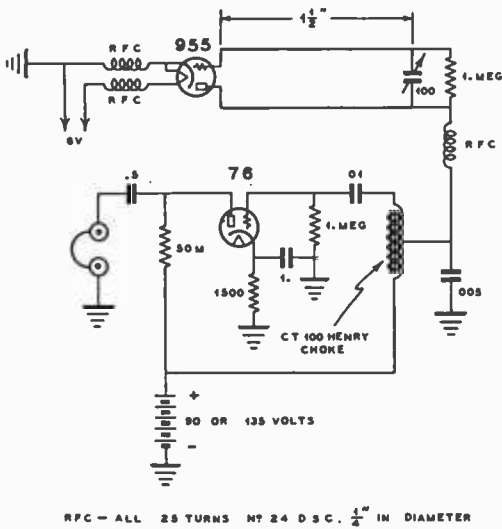 955
1 1/2"
RFC
RFC
100
1. MEG
6V
RFC
.5
76
01
50M
1. MEG
1.
1500
CT 100 HENRY
CHOKE
005
+
90 OR 135 VOLTS
-
RFC — ALL 25 TURNS Nº 24 D S C, 1/4" IN DIAMETER